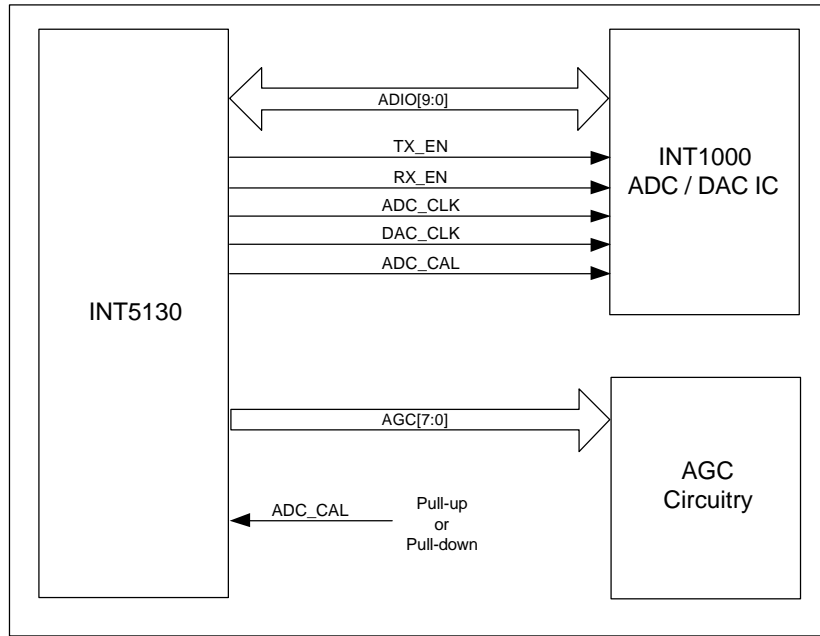 ADIO[9:0]
TX_EN
RX_EN
ADC_CLK
DAC_CLK
ADC_CAL
INT1000
ADC / DAC IC
INT5130
AGC[7:0]
AGC
Circuitry
ADC_CAL
Pull-up
or
Pull-down